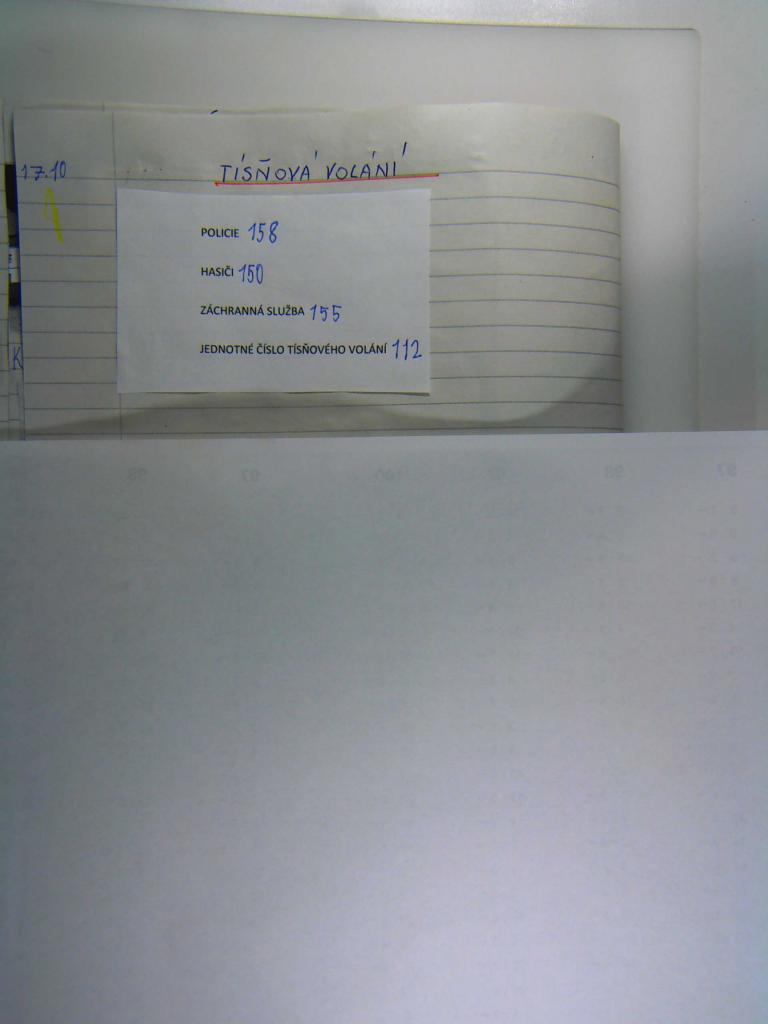 17.10
TÍSŇOVÁ VOLÁNÍ
POLICIE 158
HASIČI 150
ZÁCHRANNÁ SLUŽBA 155
JEDNOTNÉ ČÍSLO TÍSŇOVÉHO VOLÁNÍ 112
K